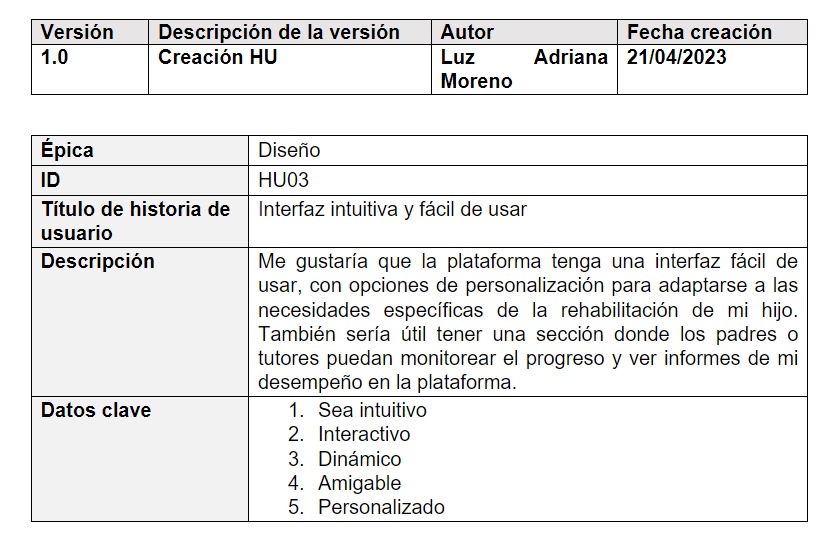 Versión Descripción de la versión Autor Fecha creación
1.0 Creación HU Luz Adriana 21/04/2023
Moreno
Épica Diseño
ID HU03
Título de historia de Interfaz intuitiva y fácil de usar
usuario
Descripción Me gustaría que la plataforma tenga una interfaz fácil de
usar, con opciones de personalización para adaptarse a las
necesidades específicas de la rehabilitación de mi hijo.
También sería útil tener una sección donde los padres o
tutores puedan monitorear el progreso y ver informes de mi
desempeño en la plataforma.
Datos clave 1. Sea intuitivo
2. Interactivo
3. Dinámico
4. Amigable
5. Personalizado